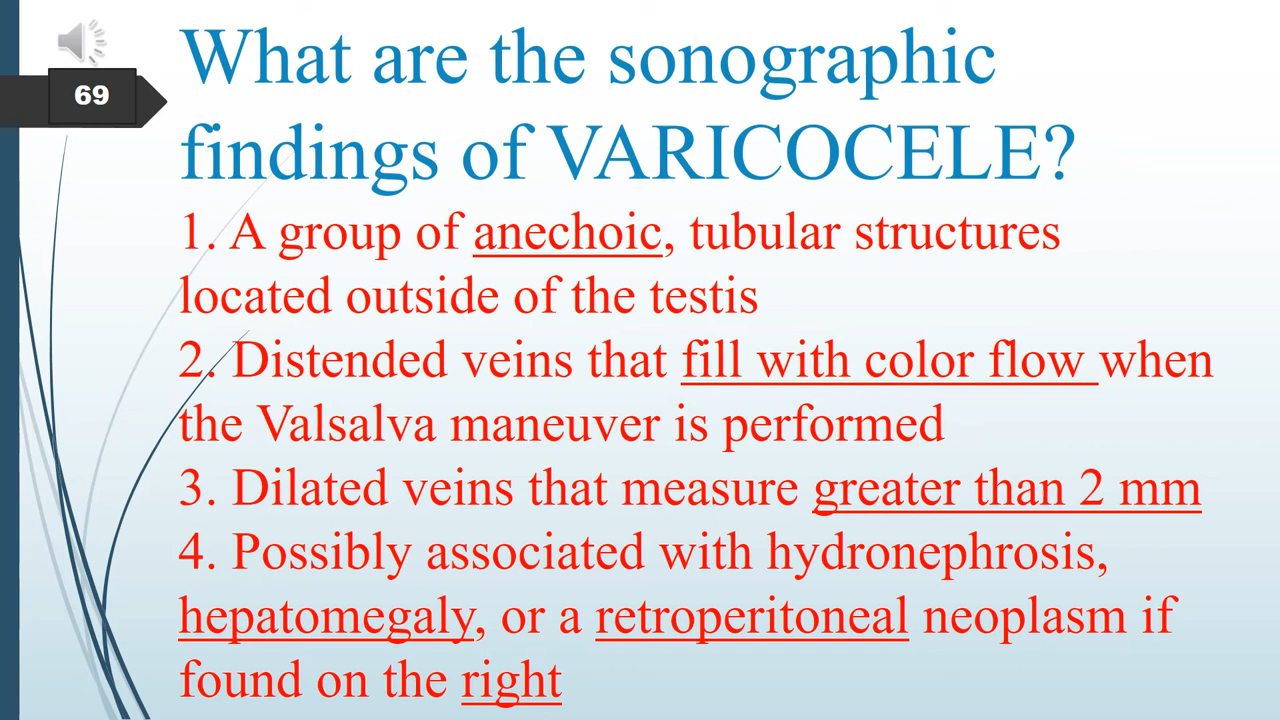 69
What are the sonographic
findings of VARICOCELE?
1. A group of anechoic, tubular structures
located outside of the testis
2. Distended veins that fill with color flow when
the Valsalva maneuver is performed
3. Dilated veins that measure greater than 2 mm
4. Possibly associated with hydronephrosis,
hepatomegaly, or a retroperitoneal neoplasm if
found on the right